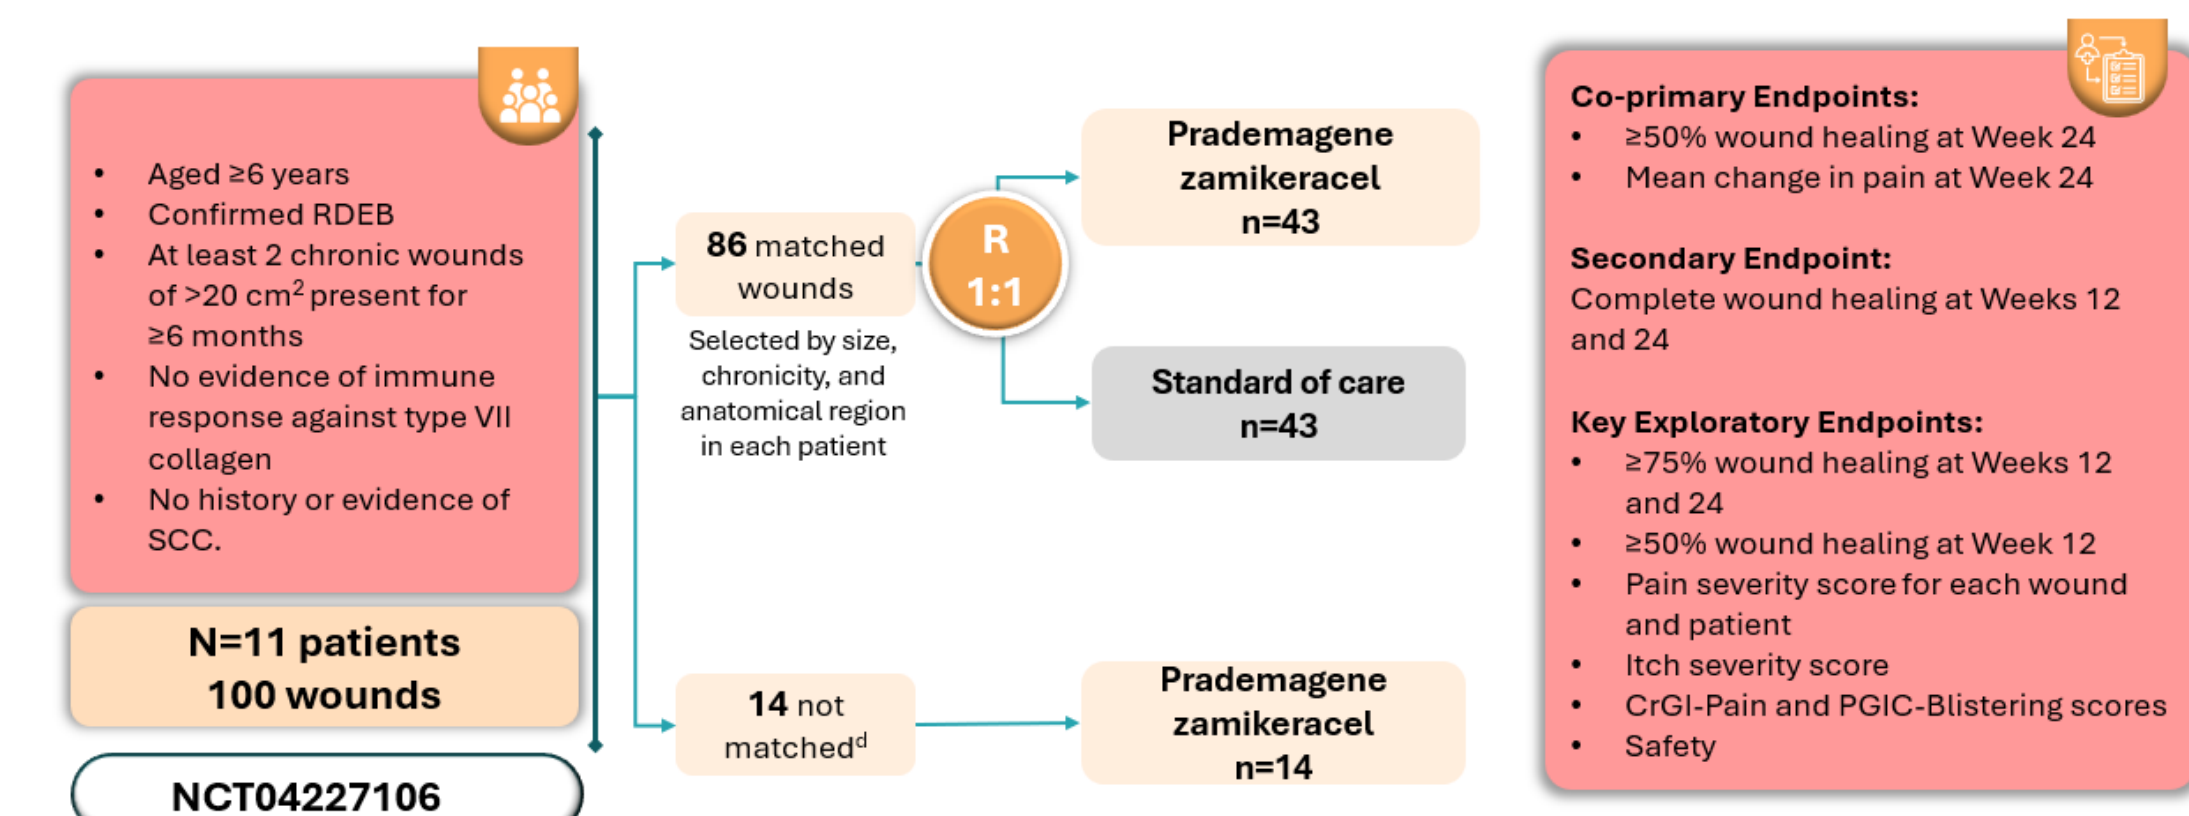 • Aged ≥6 years
• Confirmed RDEB
• At least 2 chronic wounds
of >20 cm² present for
≥6 months
• No evidence of immune
response against type VII
collagen
• No history or evidence of
SCC.
N=11 patients
100 wounds
NCT04227106
86 matched
wounds
Selected by size,
chronicity, and
anatomical region
in each patient
R
1:1
Prademagene
zamikeracel
n=43
Standard of care
n=43
14 not
matchedᵈ
Prademagene
zamikeracel
n=14
Co-primary Endpoints:
• ≥50% wound healing at Week 24
• Mean change in pain at Week 24
Secondary Endpoint:
Complete wound healing at Weeks 12
and 24
Key Exploratory Endpoints:
• ≥75% wound healing at Weeks 12
and 24
• ≥50% wound healing at Week 12
• Pain severity score for each wound
and patient
• Itch severity score
• CrGI-Pain and PGIC-Blistering scores
• Safety